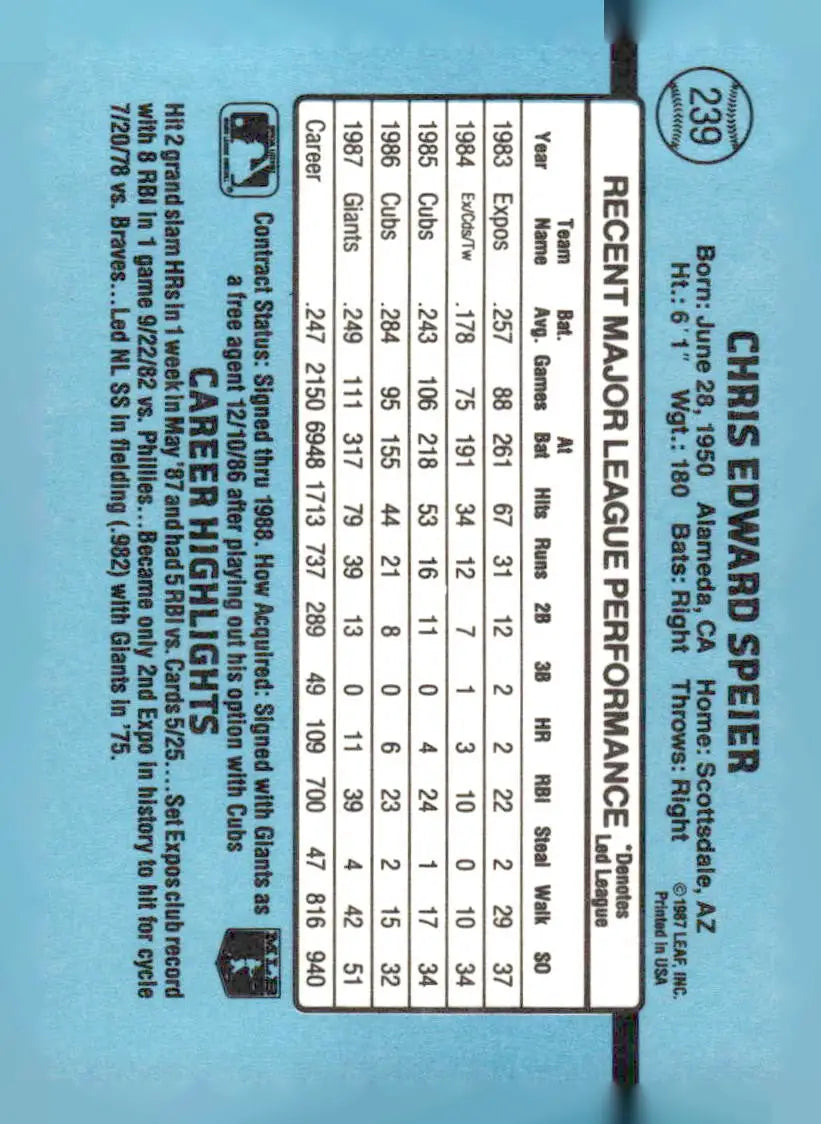 239
CHRIS EDWARD SPEIER
Born: June 28, 1950 Alameda, CA Home: Scottsdale, AZ
Ht.: 6' 1" Wgt.: 180 Bats: Right Throws: Right
©1987 LEAF, INC.
Printed in USA
RECENT MAJOR LEAGUE PERFORMANCE *Denotes Led League
Year Team Name Bat. Avg. Games At Bat Hits Runs 2B 3B HR RBI Steal Walk SO
1983 Expos .257 88 261 67 31 12 2 2 22 2 29 37
1984 Ex/Cds/Tw .178 75 191 34 12 7 1 3 10 0 10 34
1985 Cubs .243 106 218 53 16 11 0 4 24 1 17 34
1986 Cubs .284 95 155 44 21 8 0 6 23 2 15 32
1987 Giants .249 111 317 79 39 13 0 11 39 4 42 51
Career .247 2150 6948 1713 737 289 49 109 700 47 816 940
Contract Status: Signed thru 1988. How Acquired: Signed with Giants as
a free agent 12/10/86 after playing out his option with Cubs
MLB
CAREER HIGHLIGHTS
Hit 2 grand slam HRs in 1 week in May '87 and had 5 RBI vs. Cards 5/25....Set Expos club record
with 8 RBI in 1 game 9/22/82 vs. Phillies...Became only 2nd Expo in history to hit for cycle
7/20/78 vs. Braves...Led NL SS in fielding (.982) with Giants in '75.